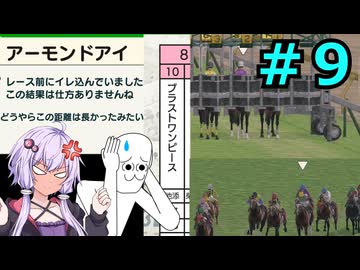 アーモンドアイ
レース前にイレ込んでいました
この結果は仕方ありませんね
どうやらこの距離は長かったみたい
8
10
ブラストワンピース
#9